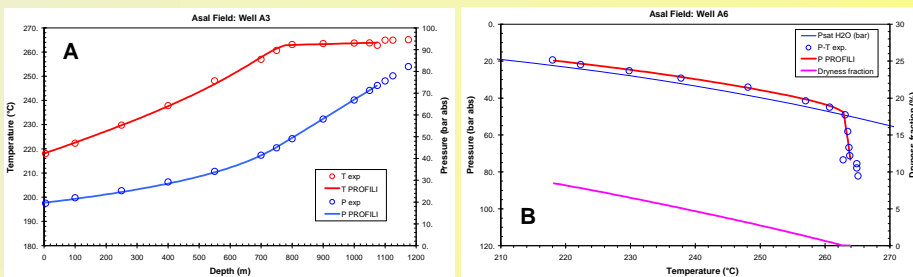 Asal Field: Well A3
A
Temperature (°C)
270.
260.
250.
240.
230.
220.
210.
200.
190.
180.
100.
90.
80.
70.
60.
50.
40.
30.
20.
10.
0.
Pressure (bar abs)
T exp
T PROFILI
P exp
P PROFILI
0 100 200 300 400 500 600 700 800 900 1000 1100 1200
Depth (m)
Asal Field: Well A6
B
Pressure (bar abs)
0.
20.
40.
60.
80.
100.
120.
30
25
20
15
10
5
0
Psat H2O (bar)
P-T exp.
P PROFILI
Dryness fraction
210 220 230 240 250 260 270
Temperature (°C)